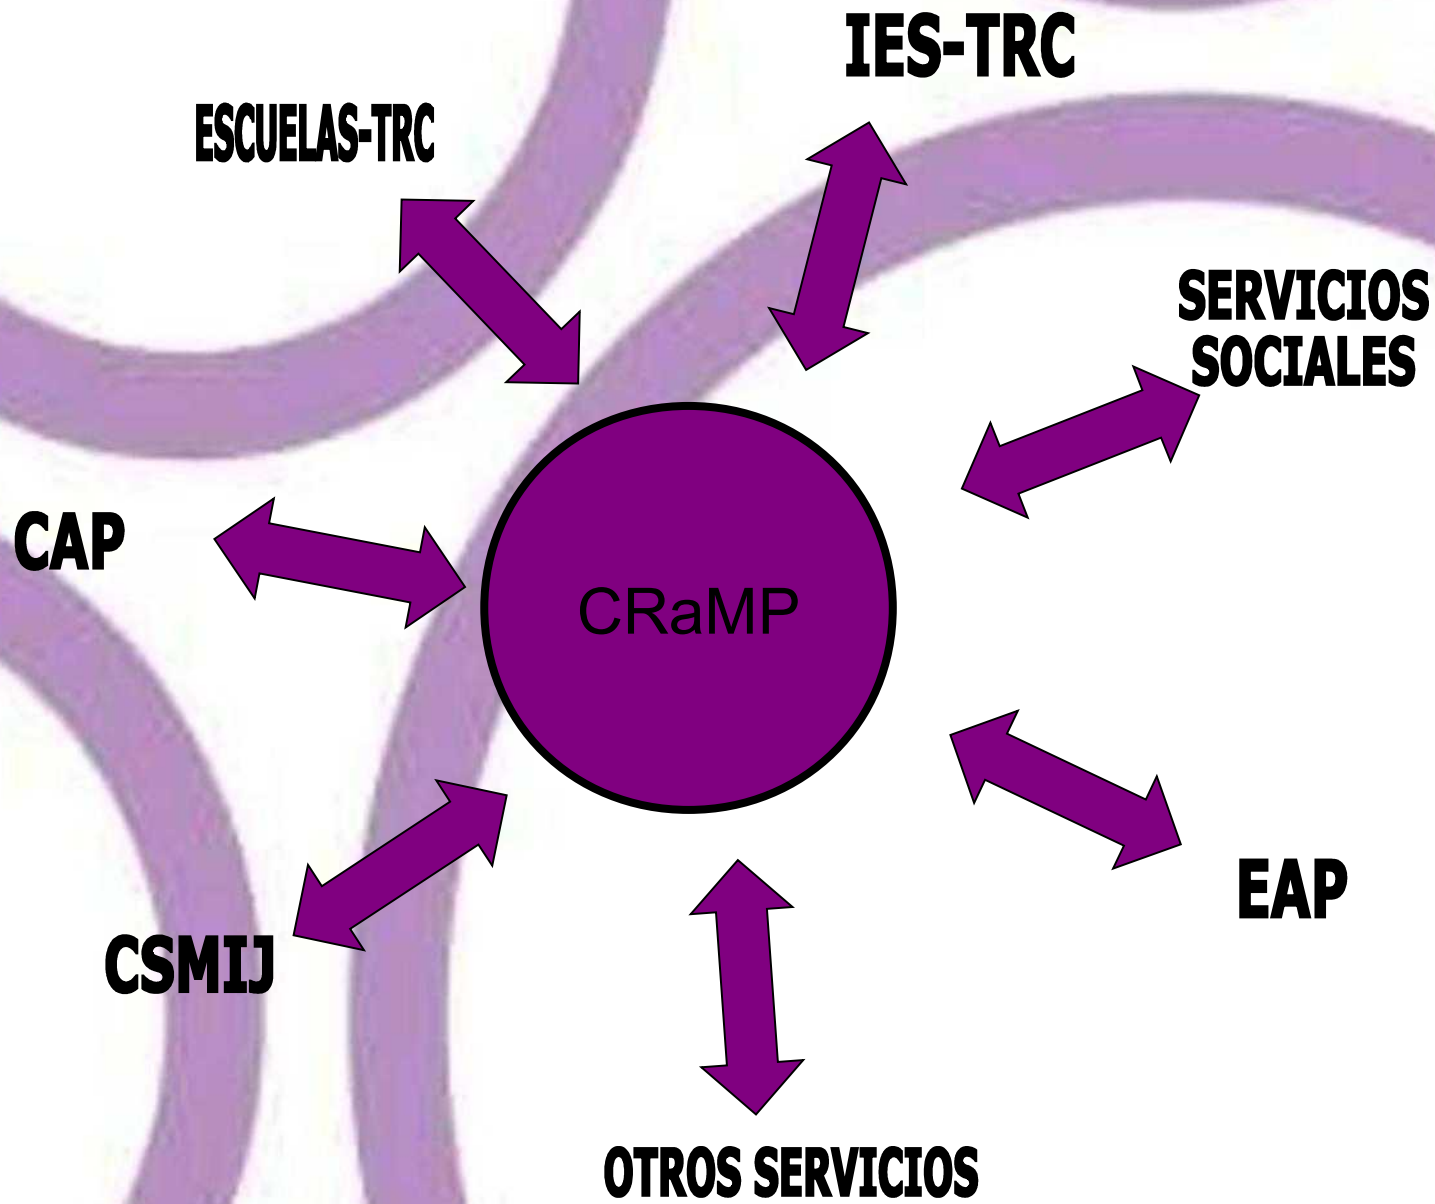 IES-TRC
ESCUELAS-TRC
SERVICIOS
SOCIALES
CAP
CRaMP
EAP
CSMIJ
OTROS SERVICIOS